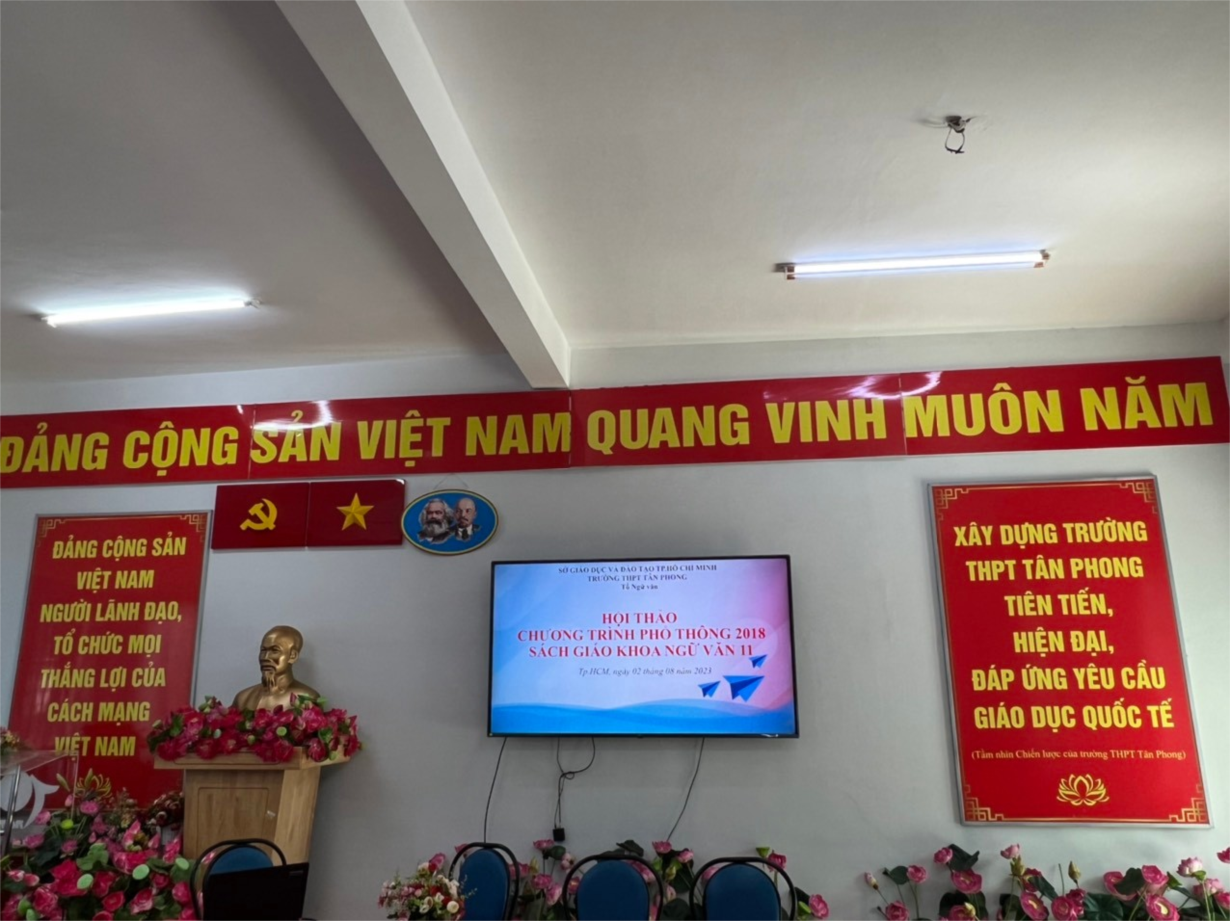 ĐẢNG CỘNG SẢN VIỆT NAM QUANG VINH MUÔN NĂM
ĐẢNG CỘNG SẢN
VIỆT NAM
NGƯỜI LÃNH ĐẠO,
TỔ CHỨC MỌI
THẮNG LỢI CỦA
CÁCH MẠNG
VIỆT NAM
SỞ GIÁO DỤC VÀ ĐÀO TẠO TP.HỒ CHÍ MINH
TRƯỜNG THPT TÂN PHONG
Tổ Ngữ văn
HỘI THẢO
CHƯƠNG TRÌNH PHỔ THÔNG 2018
SÁCH GIÁO KHOA NGỮ VĂN 11
Tp.HCM, ngày 02 tháng 08 năm 2023
XÂY DỰNG TRƯỜNG
THPT TÂN PHONG
TIÊN TIẾN,
HIỆN ĐẠI,
ĐÁP ỨNG YÊU CẦU
GIÁO DỤC QUỐC TẾ
(Tầm nhìn Chiến lược của trường THPT Tân Phong)